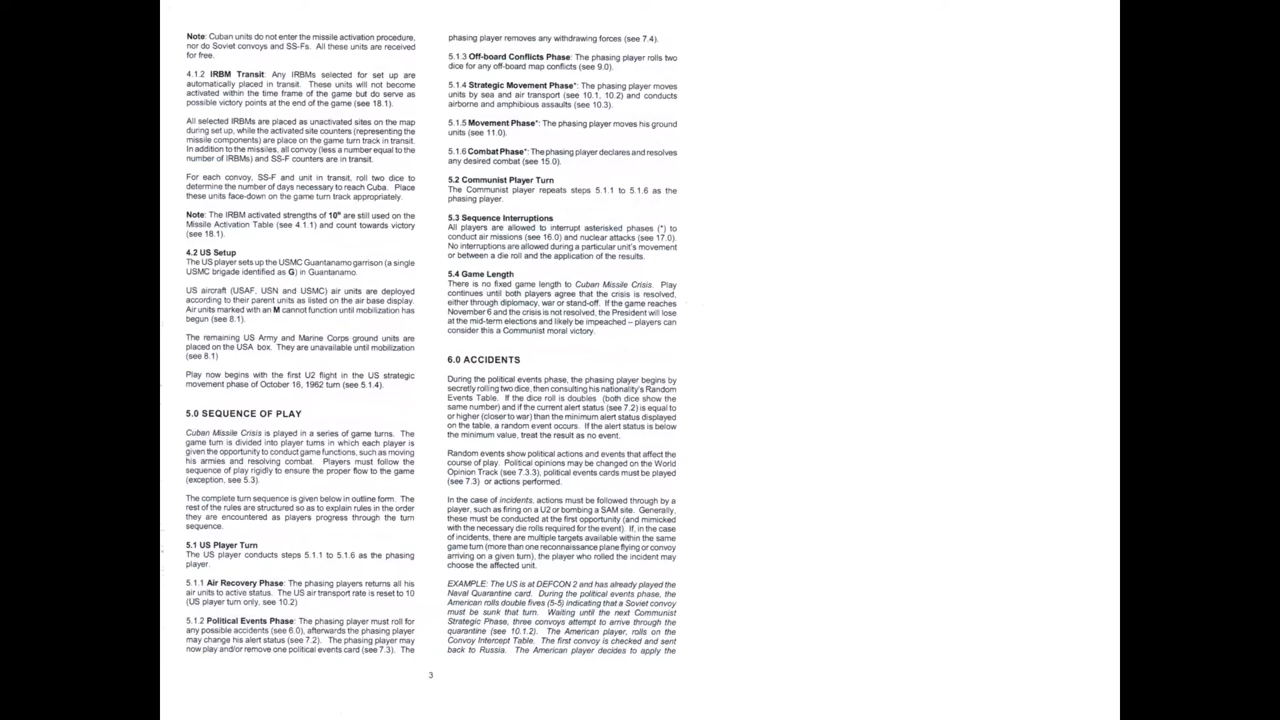 Note: Cuban units do not enter the missile activation procedure,
nor do Soviet convoys and SS-Fs. All these units are received
for free.
4.1.2 IRBM Transit: Any IRBMs selected for set up are
automatically placed in transit. These units will not become
activated within the time frame of the game but do serve as
possible victory points at the end of the game (see 18.1).
All selected IRBMs are placed as unactivated sites on the map
during set up, while the activated site counters (representing the
missile components) are place on the game turn track in transit.
In addition to the missiles, all convoy (less a number equal to the
number of IRBMs) and SS-F counters are in transit.
For each convoy, SS-F and unit in transit, roll two dice to
determine the number of days necessary to reach Cuba. Place
these units face-down on the game turn track appropriately.
Note: The IRBM activated strengths of 10ⁿ are still used on the
Missile Activation Table (see 4.1.1) and count towards victory
(see 18.1).
4.2 US Setup
The US player sets up the USMC Guantanamo garrison (a single
USMC brigade identified as G) in Guantanamo.
US aircraft (USAF, USN and USMC) air units are deployed
according to their parent units as listed on the air base display.
Air units marked with an M cannot function until mobilization has
begun (see 8.1).
The remaining US Army and Marine Corps ground units are
placed on the USA box. They are unavailable until mobilization
(see 8.1)
Play now begins with the first U2 flight in the US strategic
movement phase of October 16, 1962 turn (see 5.1.4).
5.0 SEQUENCE OF PLAY
Cuban Missile Crisis is played in a series of game turns. The
game turn is divided into player turns in which each player is
given the opportunity to conduct game functions, such as moving
his armies and resolving combat. Players must follow the
sequence of play rigidly to ensure the proper flow to the game
(exception, see 5.3).
The complete turn sequence is given below in outline form. The
rest of the rules are structured so as to explain rules in the order
they are encountered as players progress through the turn
sequence.
5.1 US Player Turn
The US player conducts steps 5.1.1 to 5.1.6 as the phasing
player.
5.1.1 Air Recovery Phase: The phasing players returns all his
air units to active status. The US air transport rate is reset to 10
(US player turn only, see 10.2)
5.1.2 Political Events Phase: The phasing player must roll for
any possible accidents (see 6.0), afterwards the phasing player
may change his alert status (see 7.2). The phasing player may
now play and/or remove one political events card (see 7.3). The
phasing player removes any withdrawing forces (see 7.4).
5.1.3 Off-board Conflicts Phase: The phasing player rolls two
dice for any off-board map conflicts (see 9.0).
5.1.4 Strategic Movement Phase*: The phasing player moves
units by sea and air transport (see 10.1, 10.2) and conducts
airborne and amphibious assaults (see 10.3).
5.1.5 Movement Phase*: The phasing player moves his ground
units (see 11.0).
5.1.6 Combat Phase*: The phasing player declares and resolves
any desired combat (see 15.0).
5.2 Communist Player Turn
The Communist player repeats steps 5.1.1 to 5.1.6 as the
phasing player.
5.3 Sequence Interruptions
All players are allowed to interrupt asterisked phases (*) to
conduct air missions (see 16.0) and nuclear attacks (see 17.0).
No interruptions are allowed during a particular unit's movement
or between a die roll and the application of the results.
5.4 Game Length
There is no fixed game length to Cuban Missile Crisis. Play
continues until both players agree that the crisis is resolved,
either through diplomacy, war or stand-off. If the game reaches
November 6 and the crisis is not resolved, the President will lose
at the mid-term elections and likely be impeached – players can
consider this a Communist moral victory.
6.0 ACCIDENTS
During the political events phase, the phasing player begins by
secretly rolling two dice, then consulting his nationality's Random
Events Table. If the dice roll is doubles (both dice show the
same number) and if the current alert status (see 7.2) is equal to
or higher (closer to war) than the minimum alert status displayed
on the table, a random event occurs. If the alert status is below
the minimum value, treat the result as no event.
Random events show political actions and events that affect the
course of play. Political opinions may be changed on the World
Opinion Track (see 7.3.3), political events cards must be played
(see 7.3) or actions performed.
In the case of incidents, actions must be followed through by a
player, such as firing on a U2 or bombing a SAM site. Generally,
these must be conducted at the first opportunity (and mimicked
with the necessary die rolls required for the event). If, in the case
of incidents, there are multiple targets available within the same
game turn (more than one reconnaissance plane flying or convoy
arriving on a given turn), the player who rolled the incident may
choose the affected unit.
EXAMPLE: The US is at DEFCON 2 and has already played the
Naval Quarantine card. During the political events phase, the
American rolls double fives (5-5) indicating that a Soviet convoy
must be sunk that turn. Waiting until the next Communist
Strategic Phase, three convoys attempt to arrive through the
quarantine (see 10.1.2). The American player, rolls on the
Convoy Intercept Table. The first convoy is checked and sent
back to Russia. The American player decides to apply the
3